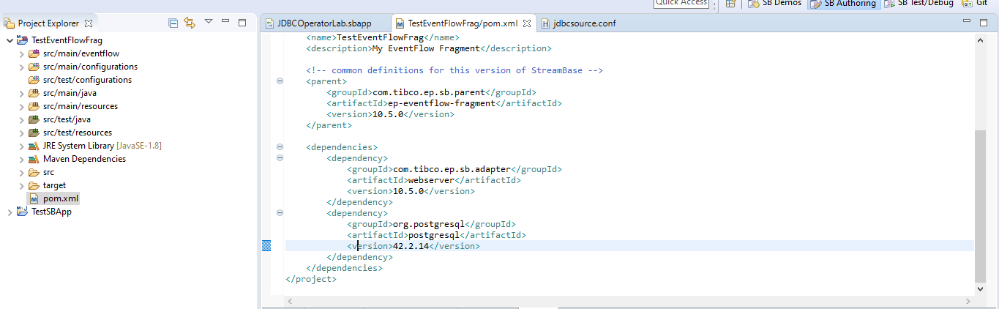 Quick Access
SB Demos
SB Authoring
SB Test/Debug
Git
Project Explorer
TestEventFlowFrag
src/main/eventflow
src/main/configurations
src/test/configurations
src/main/java
src/main/resources
src/test/java
src/test/resources
JRE System Library [JavaSE-1.8]
Maven Dependencies
src
target
pom.xml
TestSBApp
JDBCOperatorLab.sbapp
TestEventFlowFrag/pom.xml
jdbcsource.conf
<name>TestEventFlowFrag</name>
<description>My EventFlow Fragment</description>
<!-- common definitions for this version of StreamBase -->
<parent>
<groupId>com.tibco.ep.sb.parent</groupId>
<artifactId>ep-eventflow-fragment</artifactId>
<version>10.5.0</version>
</parent>
<dependencies>
<dependency>
<groupId>com.tibco.ep.sb.adapter</groupId>
<artifactId>webserver</artifactId>
<version>10.5.0</version>
</dependency>
<dependency>
<groupId>org.postgresql</groupId>
<artifactId>postgresql</artifactId>
<version>42.2.14</version>
</dependency>
</dependencies>
</project>